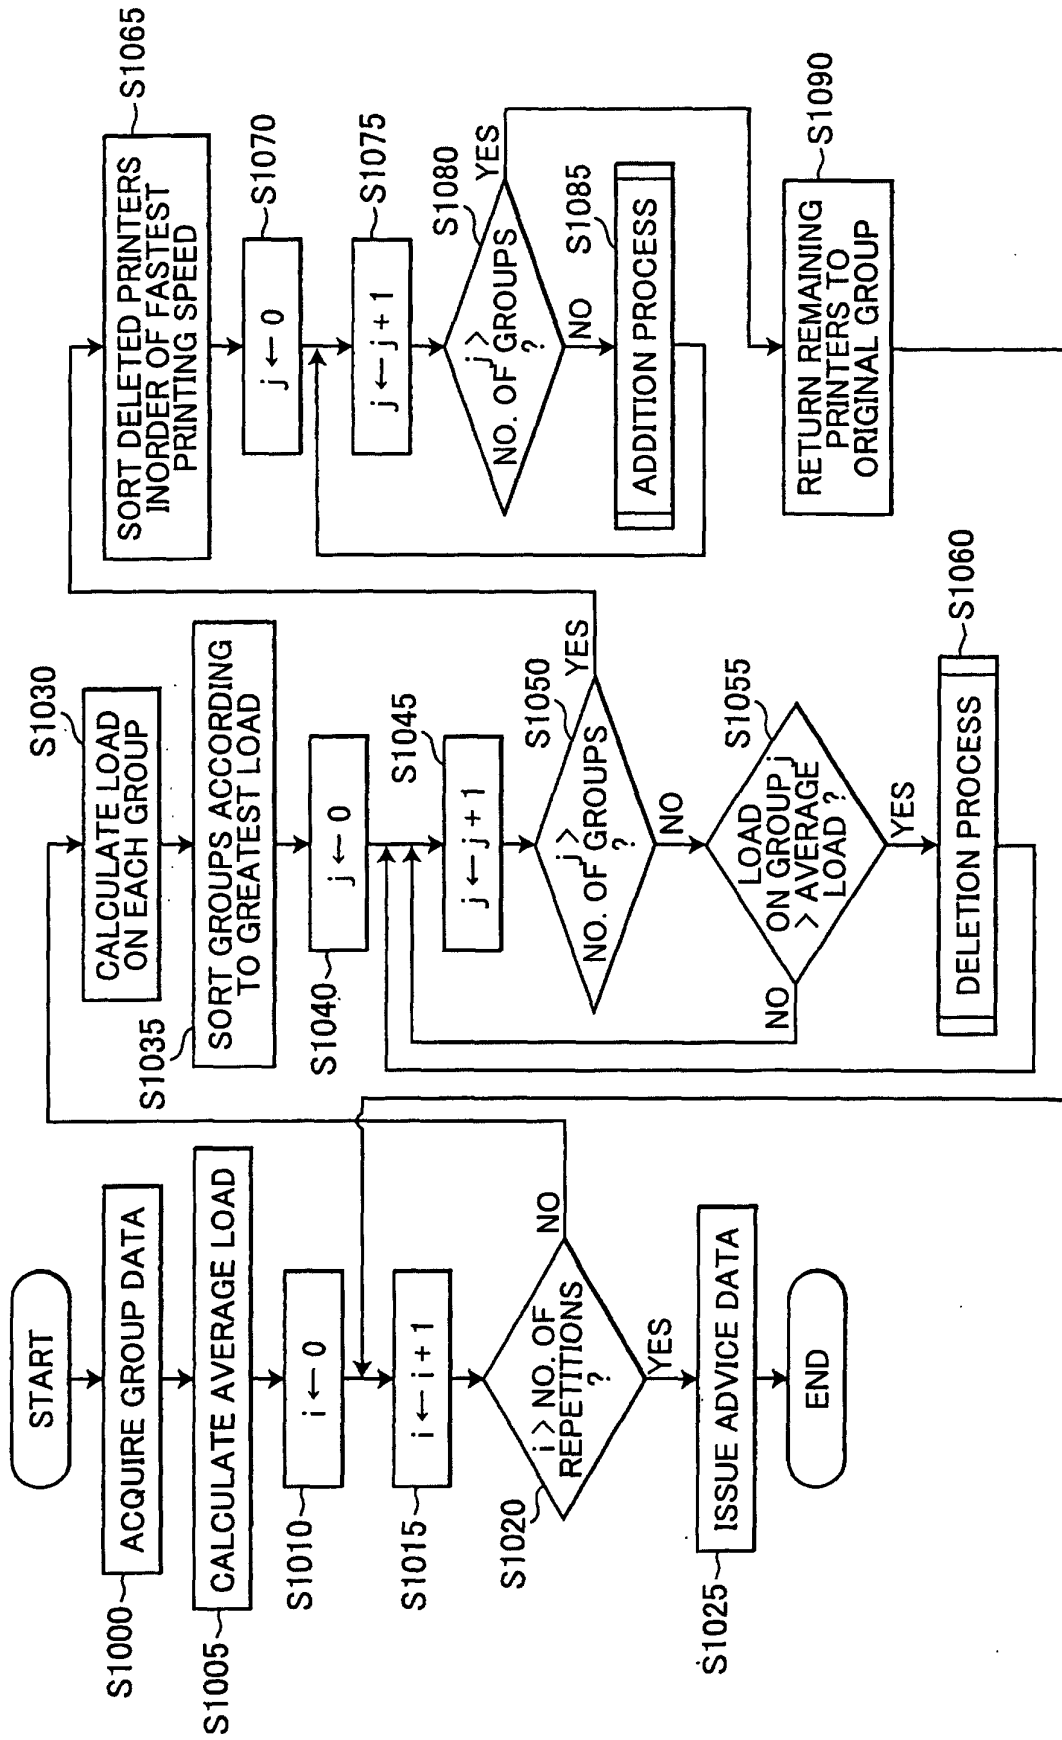 START
S1000
ACQUIRE GROUP DATA
S1005
CALCULATE AVERAGE LOAD
S1010
i ← 0
S1015
i ← i + 1
S1020
i > NO. OF
REPETITIONS
?
NO
YES
S1025
ISSUE ADVICE DATA
END
S1030
CALCULATE LOAD
ON EACH GROUP
S1035
SORT GROUPS ACCORDING
TO GREATEST LOAD
S1040
j ← 0
S1045
j ← j + 1
S1050
j >
NO. OF GROUPS
?
YES
NO
S1055
LOAD
ON GROUP j
> AVERAGE
LOAD ?
NO
YES
S1060
DELETION PROCESS
S1065
SORT DELETED PRINTERS
INORDER OF FASTEST
PRINTING SPEED
S1070
j ← 0
S1075
j ← j + 1
S1080
j >
NO. OF GROUPS
?
YES
NO
S1085
ADDITION PROCESS
S1090
RETURN REMAINING
PRINTERS TO
ORIGINAL GROUP